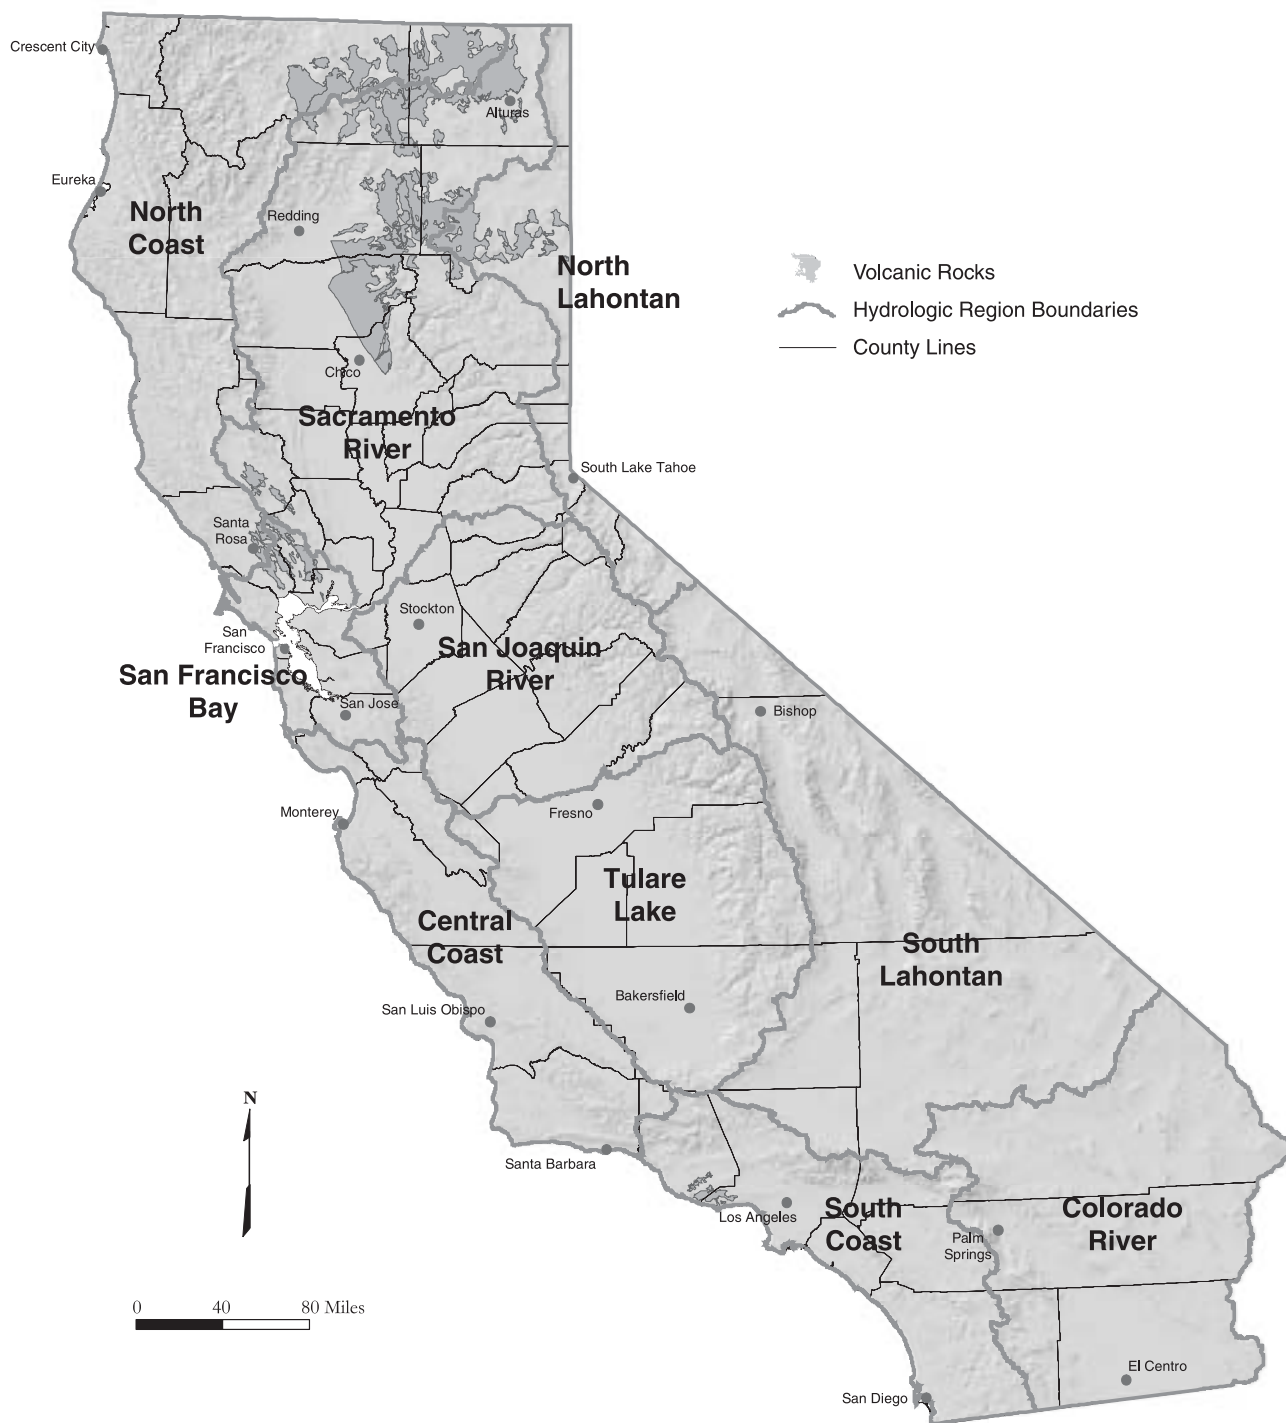 Crescent City
Alturas
Eureka
North
Coast
Redding
North
Lahontan
Volcanic Rocks
Hydrologic Region Boundaries
County Lines
Chico
Sacramento
River
South Lake Tahoe
Santa
Rosa
Stockton
San
Francisco
San Joaquin
River
San Francisco
Bay
San Jose
Bishop
Monterey
Fresno
Tulare
Lake
Central
Coast
South
Lahontan
Bakersfield
San Luis Obispo
N
Santa Barbara
Los Angeles
South
Coast
Palm
Springs
Colorado
River
0 40 80 Miles
El Centro
San Diego